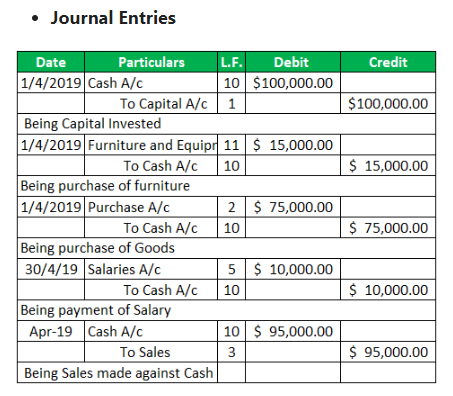 • Journal Entries
Date Particulars L.F. Debit Credit
1/4/2019 Cash A/c 10 $100,000.00
To Capital A/c 1 $100,000.00
Being Capital Invested
1/4/2019 Furniture and Equipr 11 $ 15,000.00
To Cash A/c 10 $ 15,000.00
Being purchase of furniture
1/4/2019 Purchase A/c 2 $ 75,000.00
To Cash A/c 10 $ 75,000.00
Being purchase of Goods
30/4/19 Salaries A/c 5 $ 10,000.00
To Cash A/c 10 $ 10,000.00
Being payment of Salary
Apr-19 Cash A/c 10 $ 95,000.00
To Sales 3 $ 95,000.00
Being Sales made against Cash